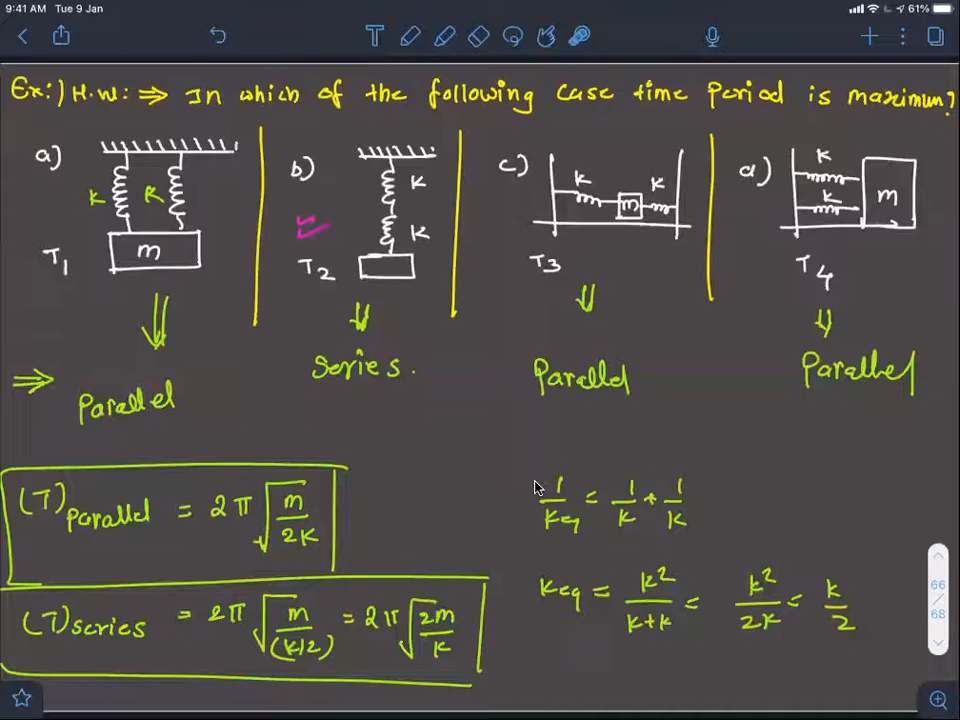 9:41 AM Tue 9 Jan
61%
Ex:) H.W:⇒ In which of the following case time period is maximum?
a) K K m T1
b) K K T2
c) K m K T3
d) K K m T4
⇒ Parallel
Series.
Parallel
Parallel
(T)Parallel = 2π√(m/2K)
(T)series = 2π√(m/(K/2)) = 2π√(2m/K)
1/Keq = 1/K + 1/K
Keq = K²/(K+K) = K²/2K = K/2
66
/
68